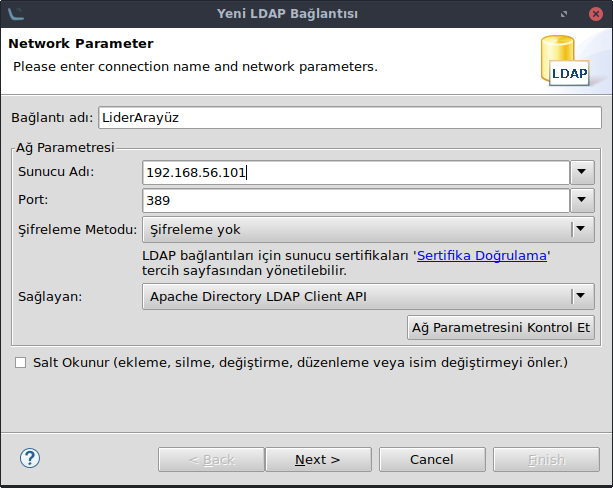 Yeni LDAP Bağlantısı
Network Parameter
Please enter connection name and network parameters.
LDAP
Bağlantı adı: LiderArayüz
Ağ Parametresi
Sunucu Adı: 192.168.56.101
Port: 389
Şifreleme Metodu: Şifreleme yok
LDAP bağlantıları için sunucu sertifikaları 'Sertifika Doğrulama'
tercih sayfasından yönetilebilir.
Sağlayan: Apache Directory LDAP Client API
Ağ Parametresini Kontrol Et
Salt Okunur (ekleme, silme, değiştirme, düzenleme veya isim değiştirmeyi önler.)
? < Back Next > Cancel Finish